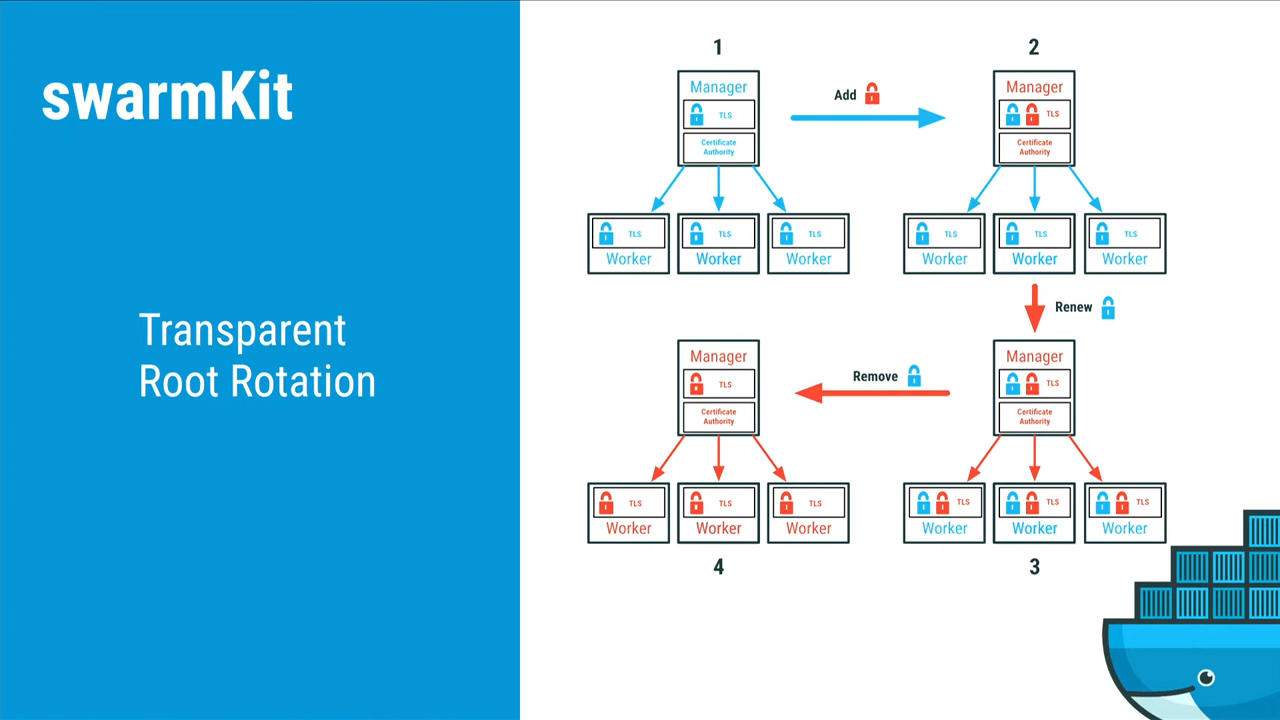 swarmKit
Transparent
Root Rotation
1
Manager
TLS
Certificate
Authority
TLS
Worker
TLS
Worker
TLS
Worker
Add
2
Manager
TLS
Certificate
Authority
TLS
Worker
TLS
Worker
TLS
Worker
Renew
Manager
TLS
Certificate
Authority
TLS
Worker
TLS
Worker
TLS
Worker
3
Remove
Manager
TLS
Certificate
Authority
TLS
Worker
TLS
Worker
TLS
Worker
4